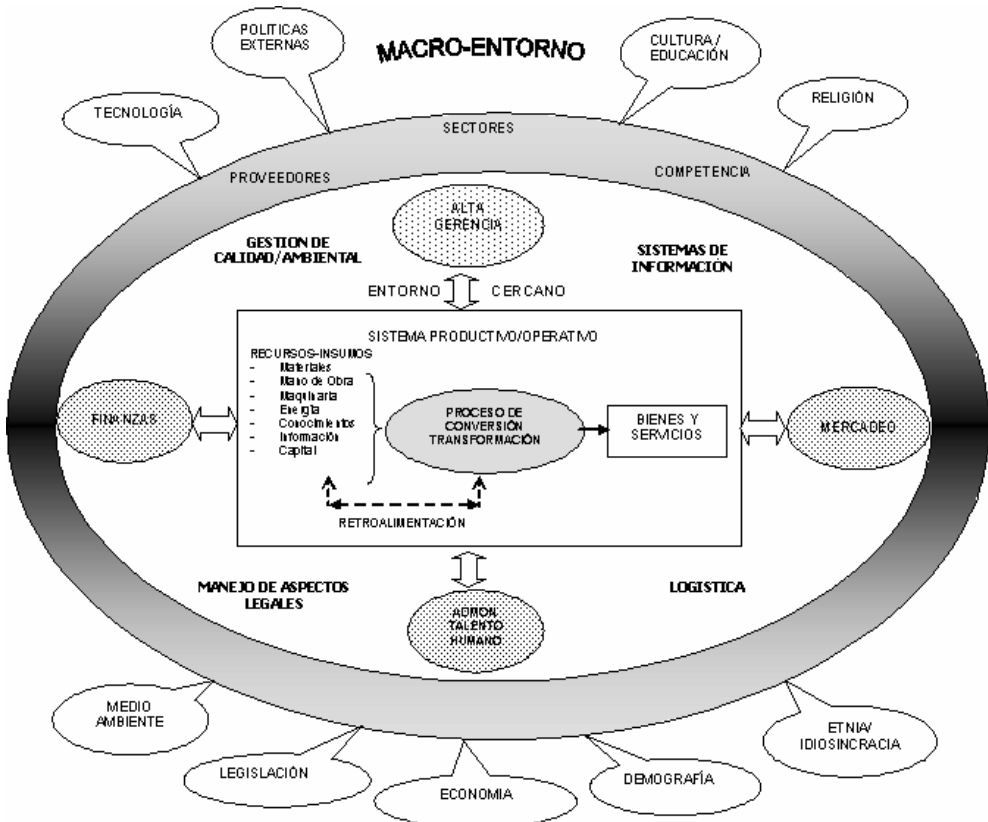 POLITICAS
EXTERNAS
MACRO-ENTORNO
CULTURA /
EDUCACIÓN
TECNOLOGÍA
RELIGIÓN
SECTORES
PROVEEDORES
COMPETENCIA
ALTA
GERENCIA
GESTION DE
CALIDAD/AMBIENTAL
SISTEMAS DE
INFORMACIÓN
ENTORNO
CERCANO
SISTEMA PRODUCTIVO/OPERATIVO
RECURSOS-INSUMOS
- Materiales
- Mano de Obra
- Maquinaria
- Energía
- Conocimientos
- Información
- Capital
FINANZAS
PROCESO DE
CONVERSIÓN
TRANSFORMACIÓN
BIENES Y
SERVICIOS
MERCADEO
RETROALIMENTACIÓN
MANEJO DE ASPECTOS
LEGALES
LOGISTICA
ADMON
TALENTO
HUMANO
MEDIO
AMBIENTE
LEGISLACIÓN
ECONOMIA
DEMOGRAFÍA
ETNIA/
IDIOSINCRACIA